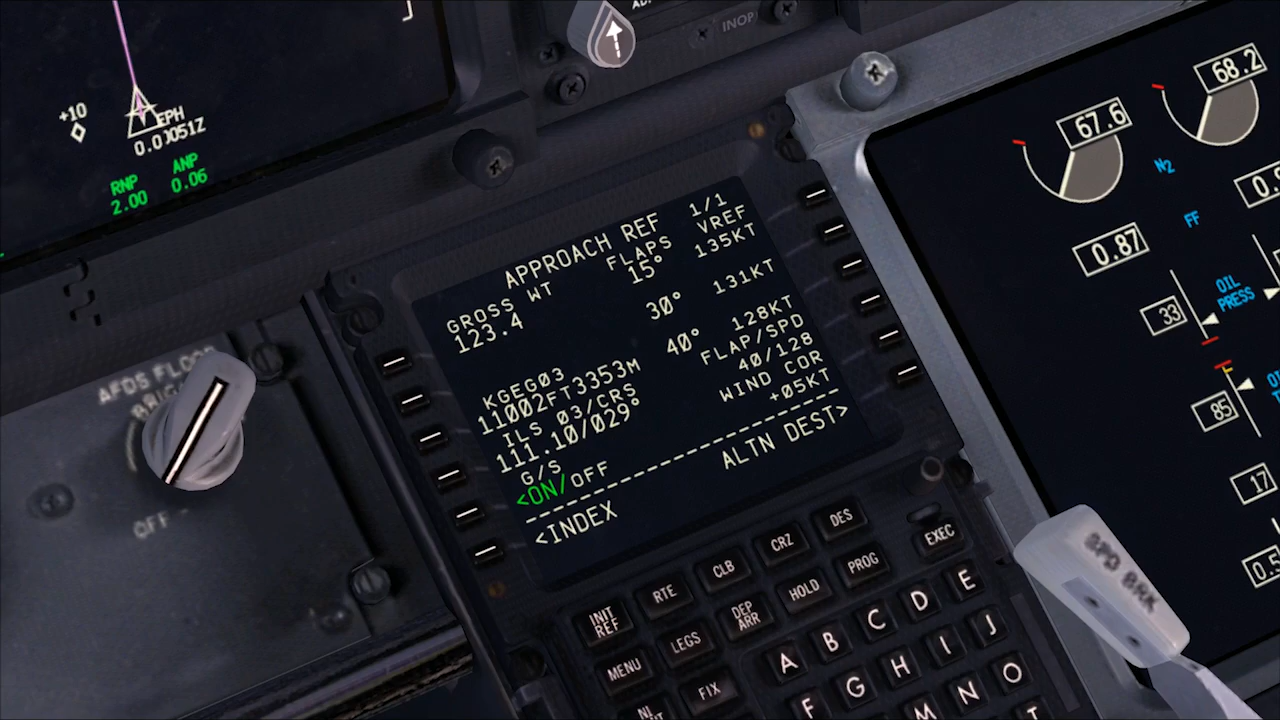 INOP
+10
EPH
0.0
051Z
RNP ANP
2.00 0.06
67.6
68.2
N2
0.87
FF
33
OIL
PRESS
85
17
APPROACH REF 1/1
GROSS WT FLAPS VREF
123.4 15° 135KT
30° 131KT
40° 128KT
KGEG03 FLAP/SPD
11002FT3353M 40/128
ILS 03/CRS WIND COR
111.10/029° +05KT
G/S
<ON/OFF ALTN DEST>
<INDEX
AFDS FLOOD
BRIGHT
OFF
INIT
REF
RTE
CLB
CRZ
DES
MENU
LEGS
DEP
ARR
HOLD
PROG
EXEC
FIX
A B C D E
F G H I J
M N O
SPD BRK